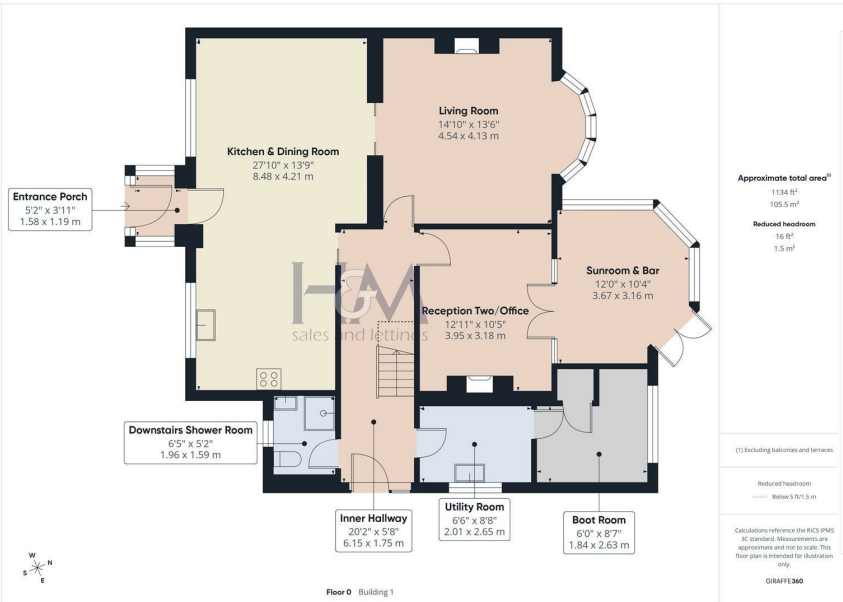 Living Room
14'10" x 13'6"
4.54 x 4.13 m
Kitchen & Dining Room
27'10" x 13'9"
8.48 x 4.21 m
Entrance Porch
5'2" x 3'11"
1.58 x 1.19 m
Sunroom & Bar
12'0" x 10'4"
3.67 x 3.16 m
H&M
sales and lettings
Reception Two/Office
12'11" x 10'5"
3.95 x 3.18 m
Downstairs Shower Room
6'5" x 5'2"
1.96 x 1.59 m
Inner Hallway
20'2" x 5'8"
6.15 x 1.75 m
Utility Room
6'6" x 8'8"
2.01 x 2.65 m
Boot Room
6'0" x 8'7"
1.84 x 2.63 m
W
N
S
E
Floor 0 Building 1
Approximate total area(1)
1134 ft²
105.5 m²
Reduced headroom
16 ft²
1.5 m²
(1) Excluding balconies and terraces
Reduced headroom
Below 5 ft/1.5 m
Calculations reference the RICS IPMS
3C standard. Measurements are
approximate and not to scale. This
floor plan is intended for illustration
only.
GIRAFFE360